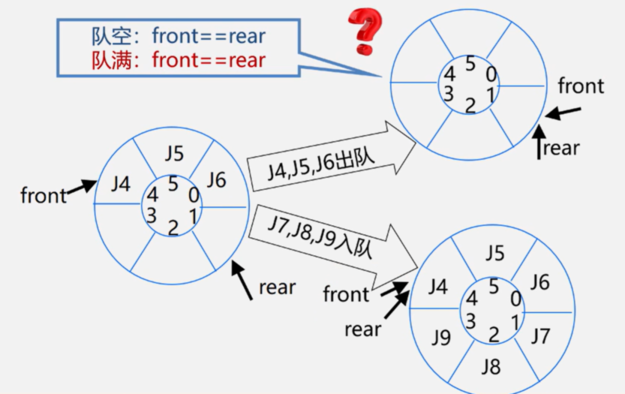 队空: front==rear
队满: front==rear
?
5
4
0
3
1
2
front
rear
J4,J5,J6出队
J5
J4
J6
5
4
0
3
1
2
front
rear
J7,J8,J9入队
J5
J4
J6
5
4
0
3
1
2
J9
J7
J8
front
rear